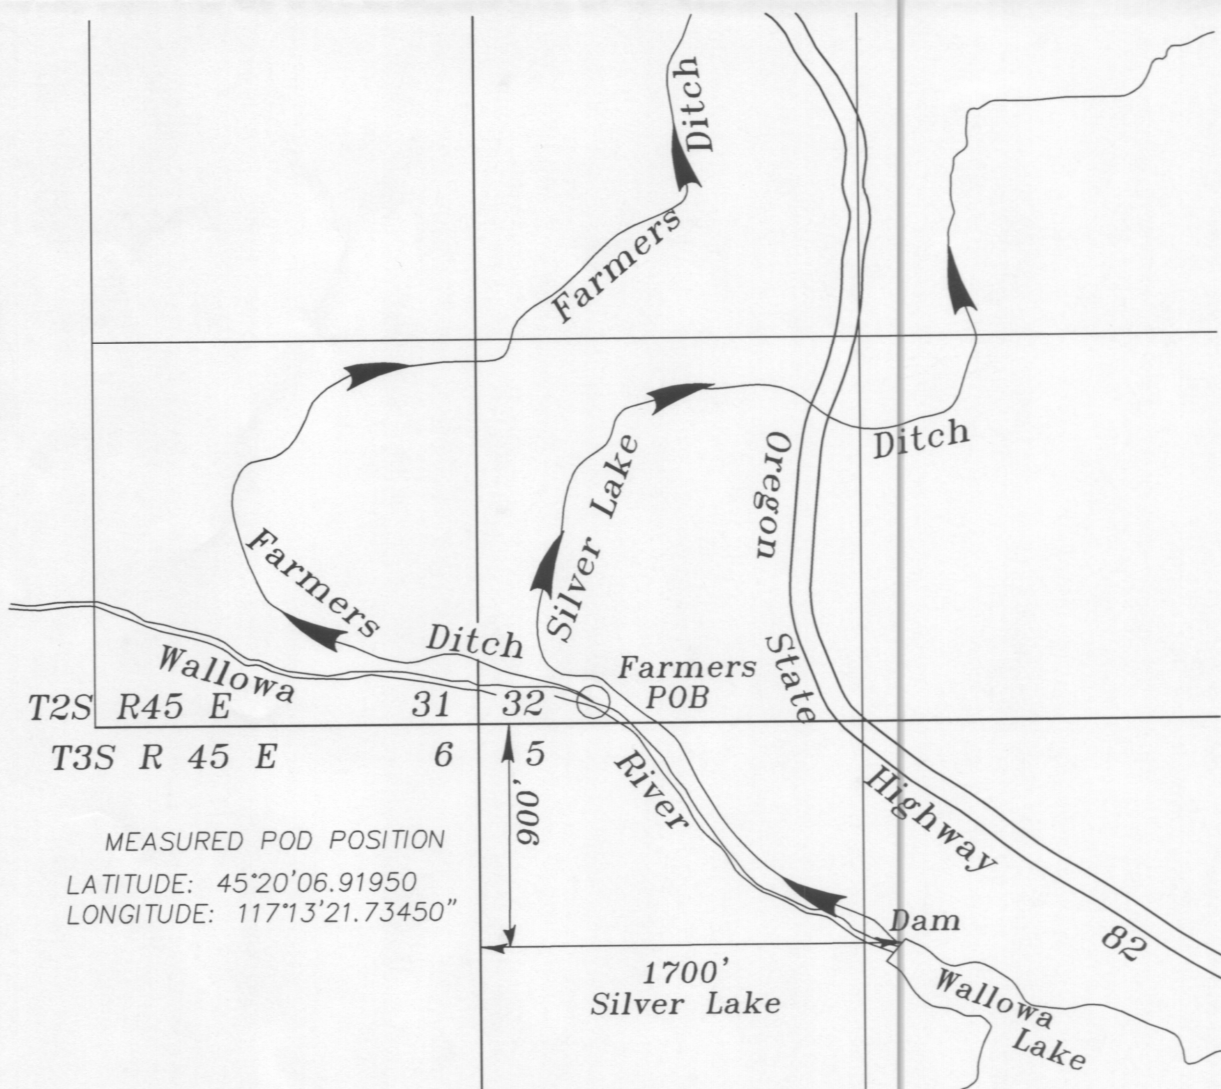 Ditch
Farmers
Ditch
Silver Lake
Oregon
Farmers
Ditch
Wallowa
State
Farmers
POB
T2S R45 E
31
32
T3S R 45 E
6
5
River
900'
Highway
MEASURED POD POSITION
LATITUDE: 45°20'06.91950
LONGITUDE: 117°13'21.73450"
Dam
82
1700'
Silver Lake
Wallowa
Lake